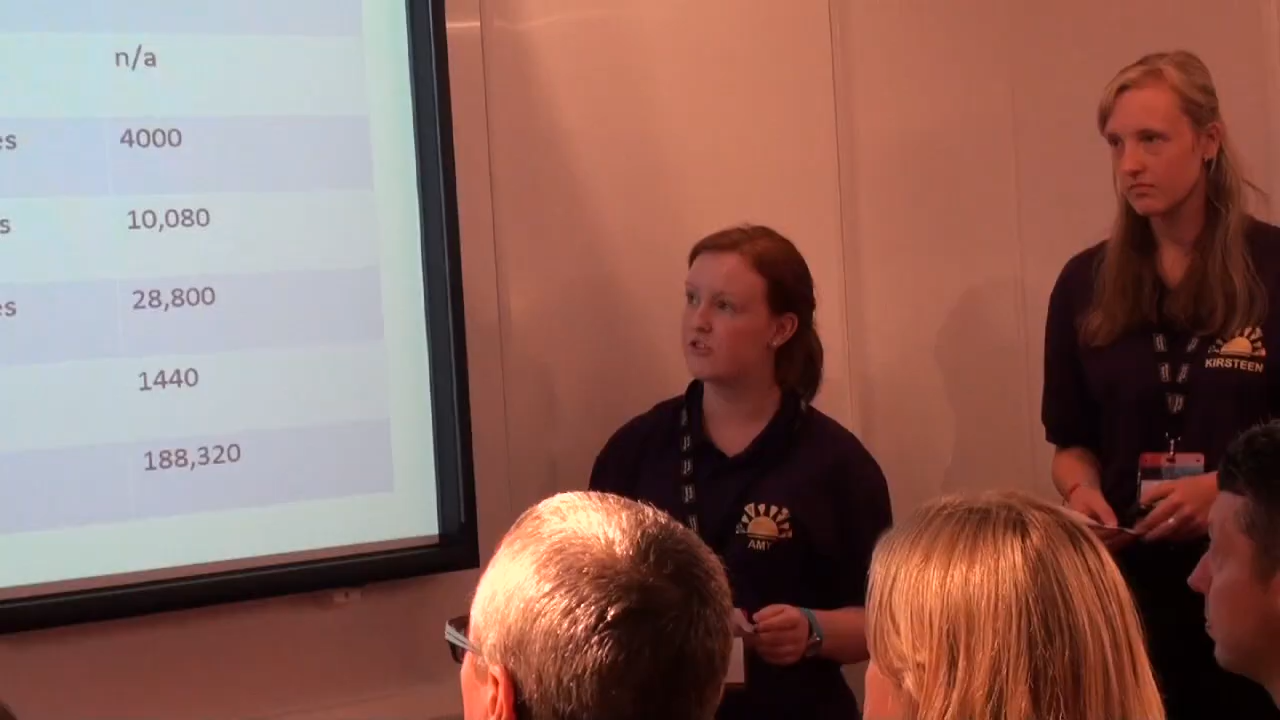 n/a
es 4000
s 10,080
es 28,800
1440
188,320
KIRSTEEN
AMY